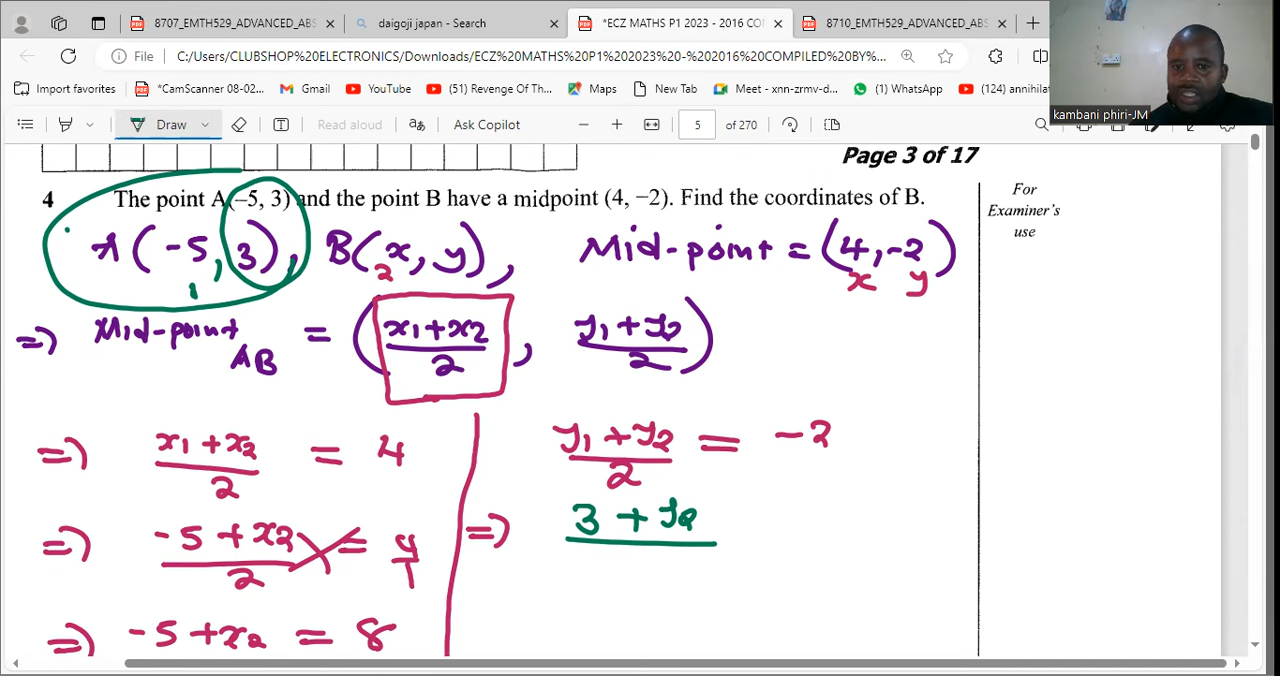 8707_EMTH529_ADVANCED_ABS
daigoji japan - Search
*ECZ MATHS P1 2023 - 2016 COM
8710_EMTH529_ADVANCED_ABS
File C:/Users/CLUBSHOP%20ELECTRONICS/Downloads/ECZ%20MATHS%20P1%202023%20-%202016%20COMPILED%20BY%...
Import favorites
*CamScanner 08-02...
Gmail
YouTube
(51) Revenge Of Th...
Maps
New Tab
Meet - xnn-zrmv-d...
(1) WhatsApp
(124) annihilat
kambani phiri-JM
Draw
Read aloud
Ask Copilot
5 of 270
Page 3 of 17
4 The point A(–5, 3) and the point B have a midpoint (4, −2). Find the coordinates of B.
For
Examiner's
use
A(-5, 3), B(x, y), Mid-point = (4, -2)
1 2 x y
=> Mid-point AB = (x1+x2/2, y1+y2/2)
=> x1+x2/2 = 4
y1+y2/2 = -2
=> -5+x2/2 = 4/1
=> 3+y2
=> -5+x2 = 8